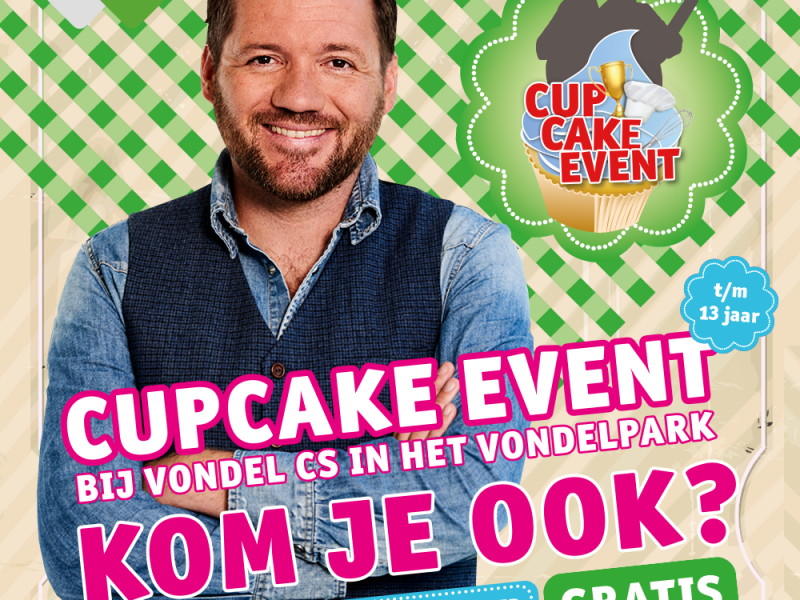 CUP
CAKE
EVENT
t/m
13 jaar
CUPCAKE EVENT
BIJ VONDEL CS IN HET VONDELPARK
KOM JE OOK?
GRATIS